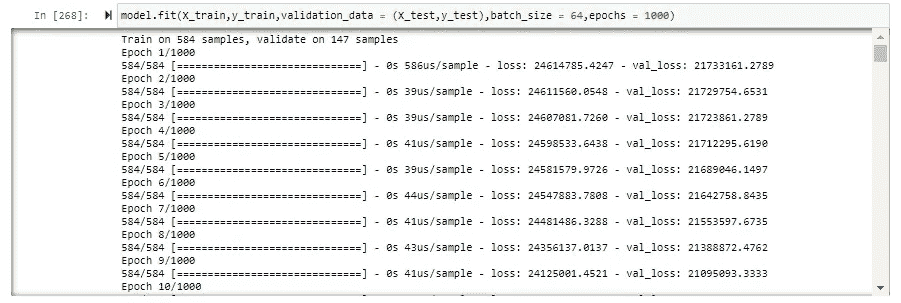 In [268]: model.fit(X_train,y_train,validation_data = (X_test,y_test),batch_size = 64,epochs = 1000)
Train on 584 samples, validate on 147 samples
Epoch 1/1000
584/584 [==============================] - 0s 586us/sample - loss: 24614785.4247 - val_loss: 21733161.2789
Epoch 2/1000
584/584 [==============================] - 0s 39us/sample - loss: 24611560.0548 - val_loss: 21729754.6531
Epoch 3/1000
584/584 [==============================] - 0s 39us/sample - loss: 24607081.7260 - val_loss: 21723861.2789
Epoch 4/1000
584/584 [==============================] - 0s 41us/sample - loss: 24598533.6438 - val_loss: 21712295.6190
Epoch 5/1000
584/584 [==============================] - 0s 39us/sample - loss: 24581579.9726 - val_loss: 21689046.1497
Epoch 6/1000
584/584 [==============================] - 0s 44us/sample - loss: 24547883.7808 - val_loss: 21642758.8435
Epoch 7/1000
584/584 [==============================] - 0s 41us/sample - loss: 24481486.3288 - val_loss: 21553597.6735
Epoch 8/1000
584/584 [==============================] - 0s 43us/sample - loss: 24356137.0137 - val_loss: 21388872.4762
Epoch 9/1000
584/584 [==============================] - 0s 41us/sample - loss: 24125001.4521 - val_loss: 21095093.3333
Epoch 10/1000